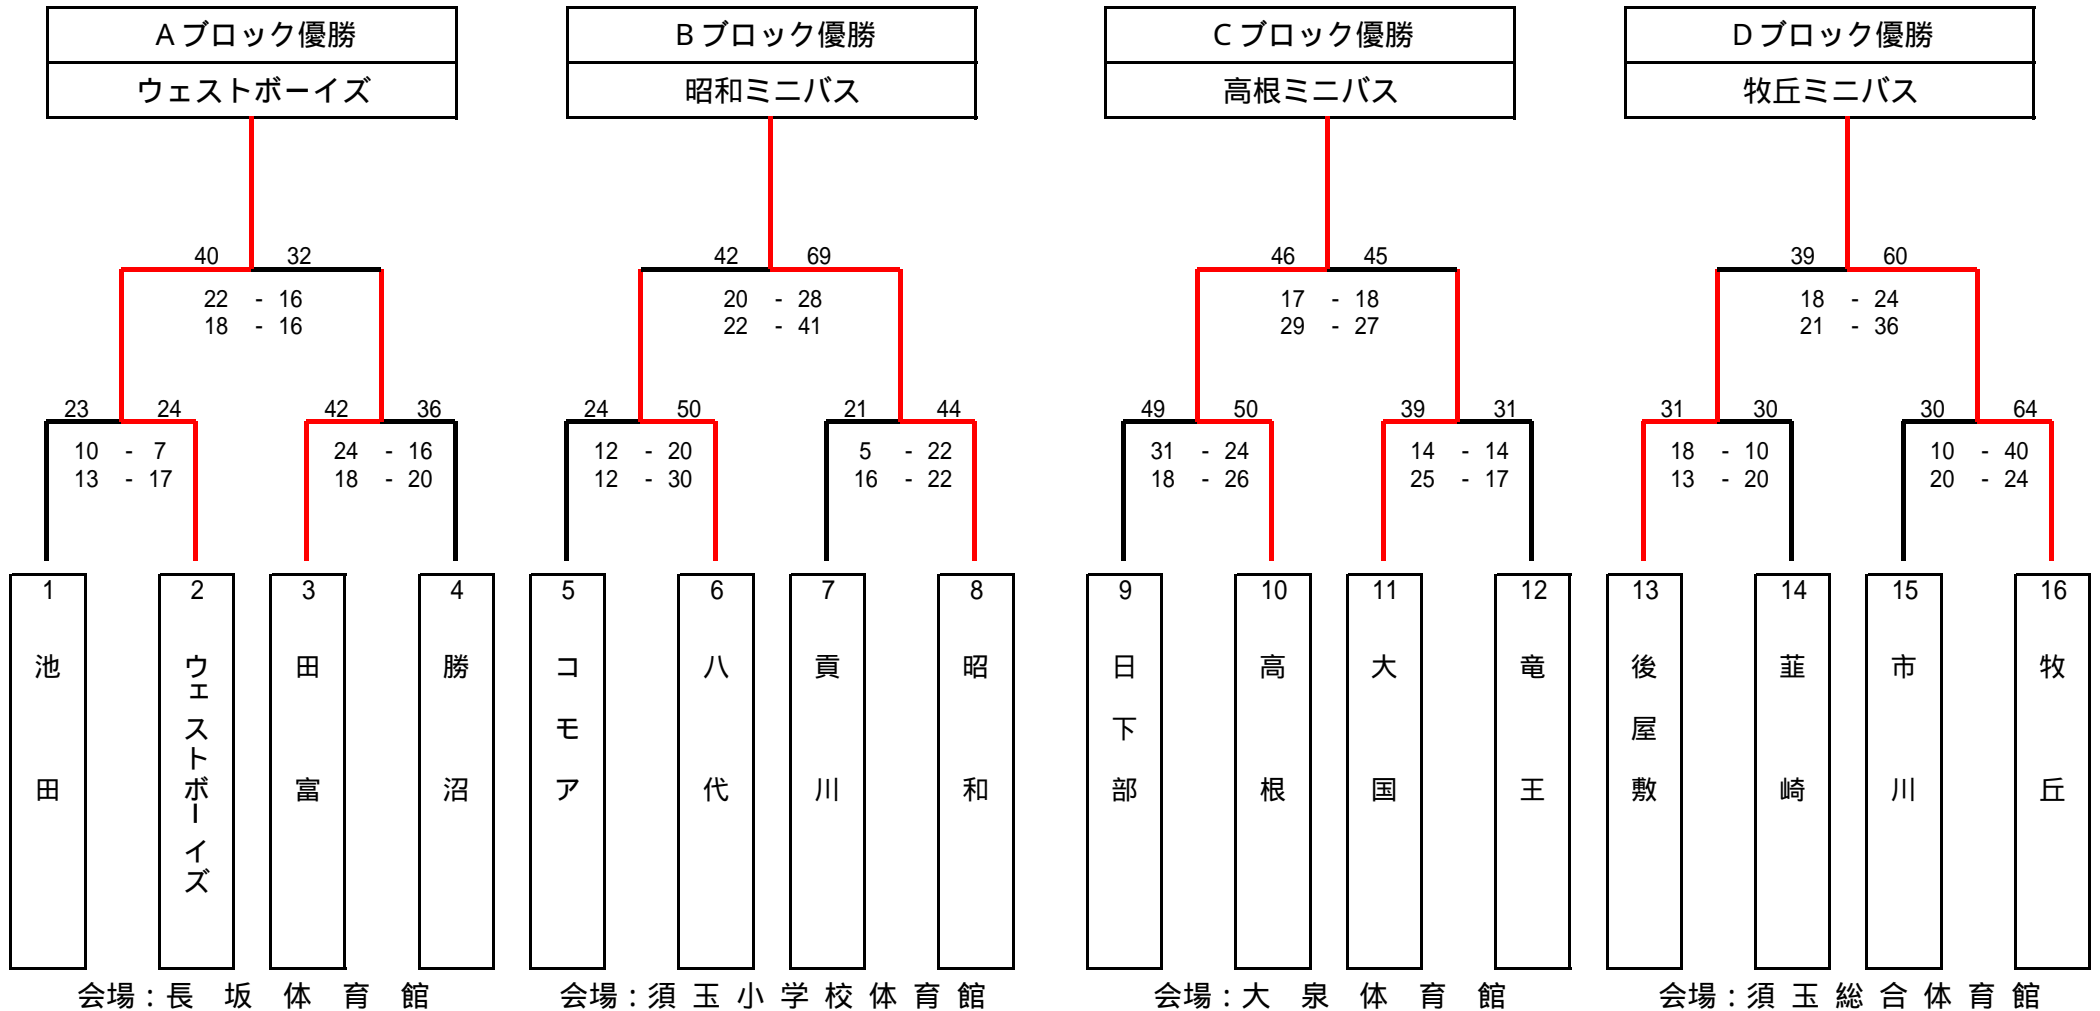 Aブロック優勝
ウェストボーイズ
Bブロック優勝
昭和ミニバス
Cブロック優勝
高根ミニバス
Dブロック優勝
牧丘ミニバス
40 32
22 - 16
18 - 16
42 69
20 - 28
22 - 41
46 45
17 - 18
29 - 27
39 60
18 - 24
21 - 36
23 24
10 - 7
13 - 17
42 36
24 - 16
18 - 20
24 50
12 - 20
12 - 30
21 44
5 - 22
16 - 22
49 50
31 - 24
18 - 26
39 31
14 - 14
25 - 17
31 30
18 - 10
13 - 20
30 64
10 - 40
20 - 24
1
池田
2
ウェストボーイズ
3
田富
4
勝沼
5
コモア
6
八代
7
貢川
8
昭和
9
日下部
10
高根
11
大国
12
竜王
13
後屋敷
14
韮崎
15
市川
16
牧丘
会場:長坂体育館
会場:須玉小学校体育館
会場:大泉体育館
会場:須玉総合体育館